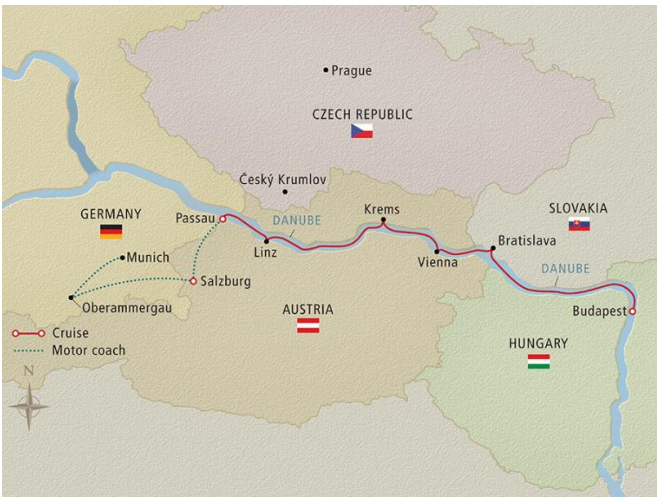 Prague
CZECH REPUBLIC
Český Krumlov
GERMANY
Passau
DANUBE
Krems
SLOVAKIA
Linz
Vienna
Bratislava
Munich
Salzburg
DANUBE
Oberammergau
AUSTRIA
Budapest
Cruise
Motor coach
HUNGARY
N